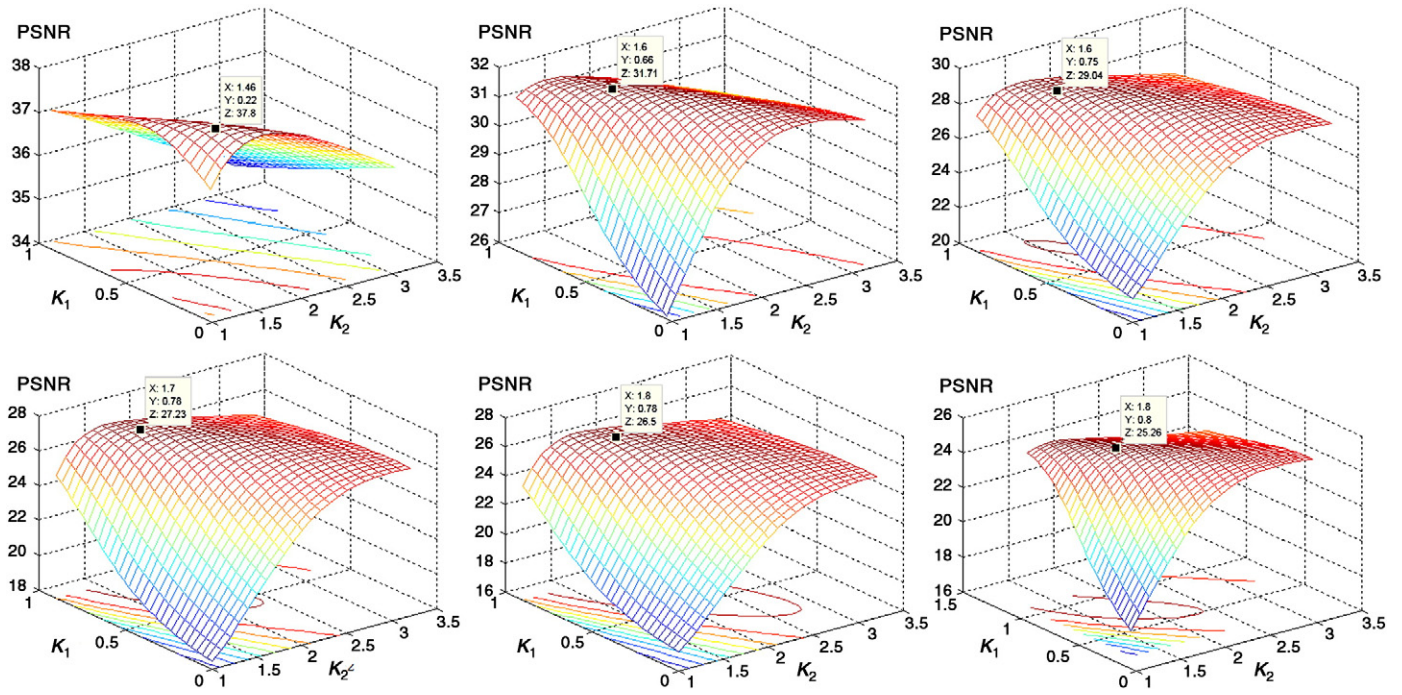 PSNR
38
37
36
35
34
1
0.5
0
K1
1
1.5
2
2.5
3
3.5
K2
X: 1.46
Y: 0.22
Z: 37.8
PSNR
32
31
30
29
28
27
26
1
0.5
0
K1
1
1.5
2
2.5
3
3.5
K2
X: 1.6
Y: 0.66
Z: 31.71
PSNR
30
28
26
24
22
20
1
0.5
0
K1
1
1.5
2
2.5
3
3.5
K2
X: 1.6
Y: 0.75
Z: 29.04
PSNR
28
26
24
22
20
18
1
0.5
0
K1
1
1.5
2
2.5
3
3.5
K2
X: 1.7
Y: 0.78
Z: 27.23
PSNR
28
26
24
22
20
18
16
1
0.5
0
K1
1
1.5
2
2.5
3
3.5
K2
X: 1.8
Y: 0.78
Z: 26.5
PSNR
26
24
22
20
18
16
1.5
1
0.5
0
K1
1
1.5
2
2.5
3
3.5
K2
X: 1.8
Y: 0.8
Z: 25.26